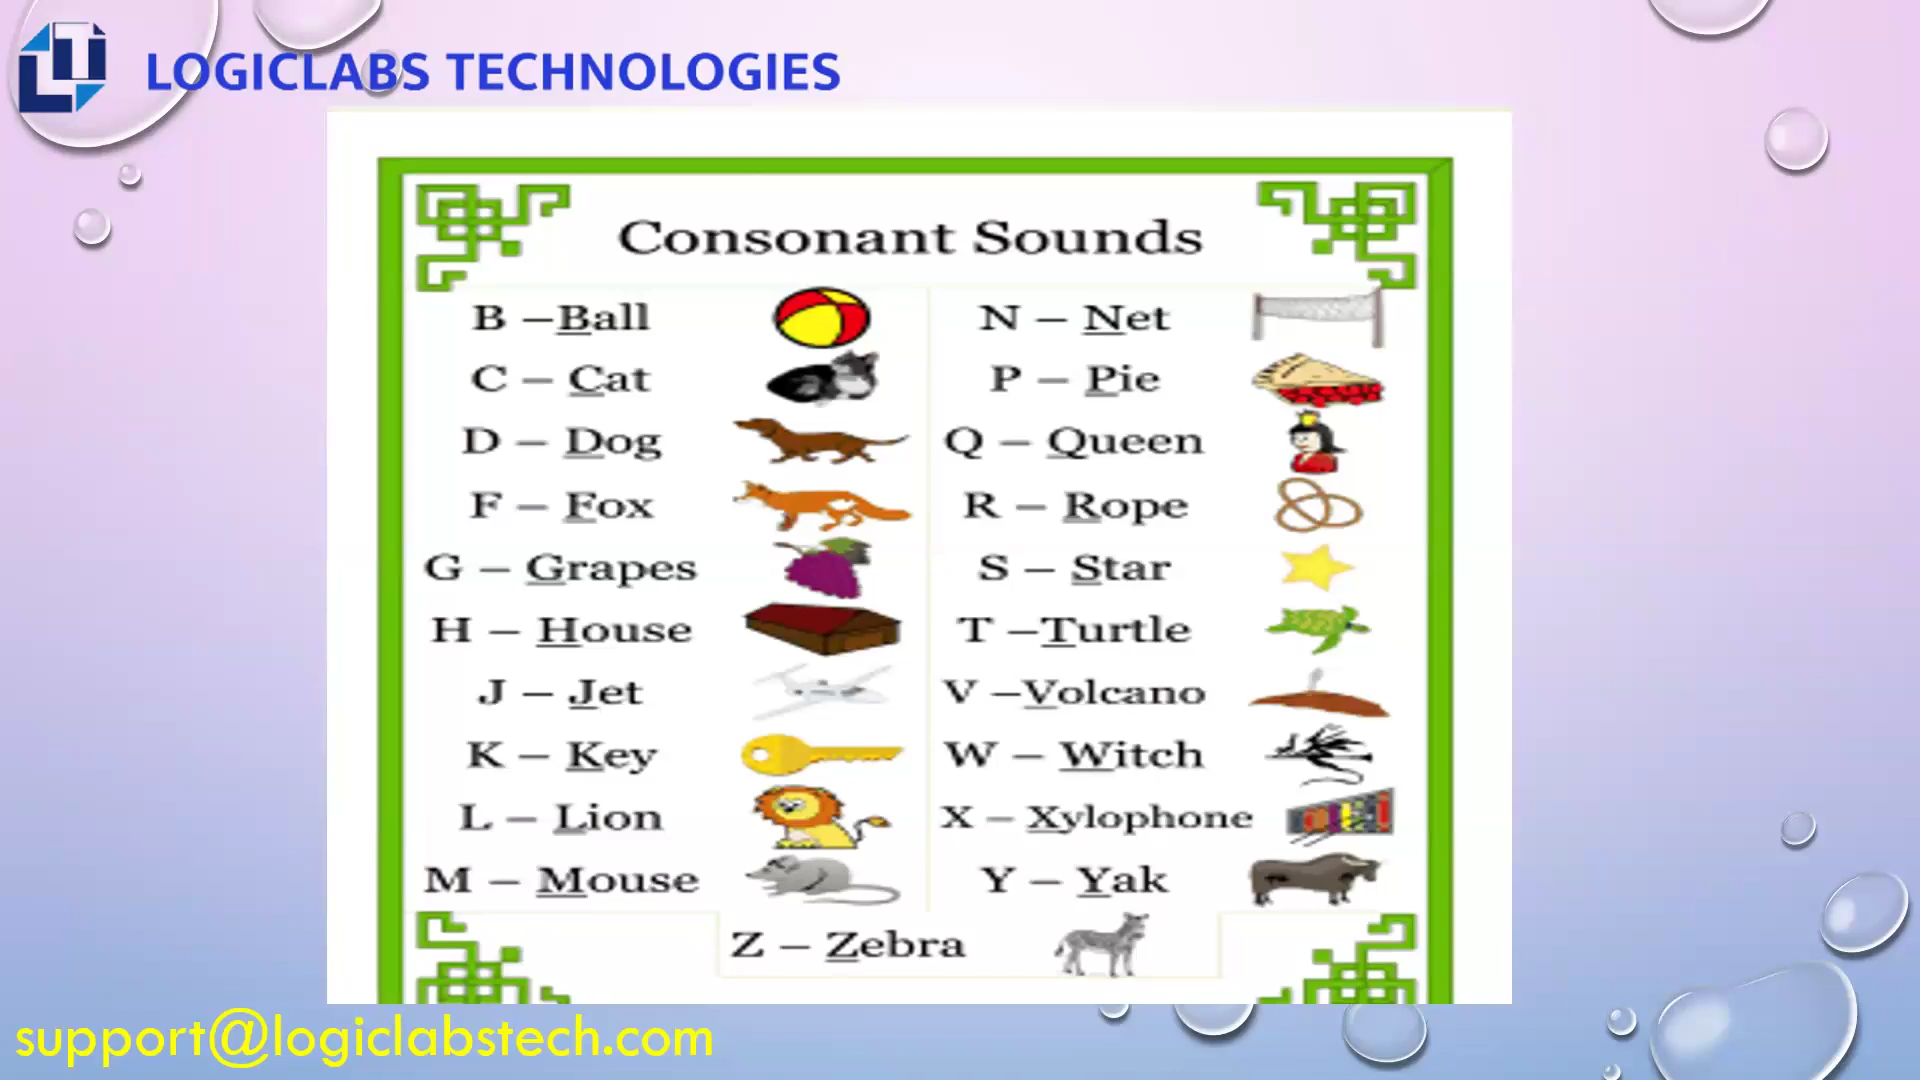 LOGICLABS TECHNOLOGIES
Consonant Sounds
B – Ball
C – Cat
D – Dog
F – Fox
G – Grapes
H – House
J – Jet
K – Key
L – Lion
M – Mouse
N – Net
P – Pie
Q – Queen
R – Rope
S – Star
T – Turtle
V – Volcano
W – Witch
X – Xylophone
Y – Yak
Z – Zebra
support@logiclabstech.com